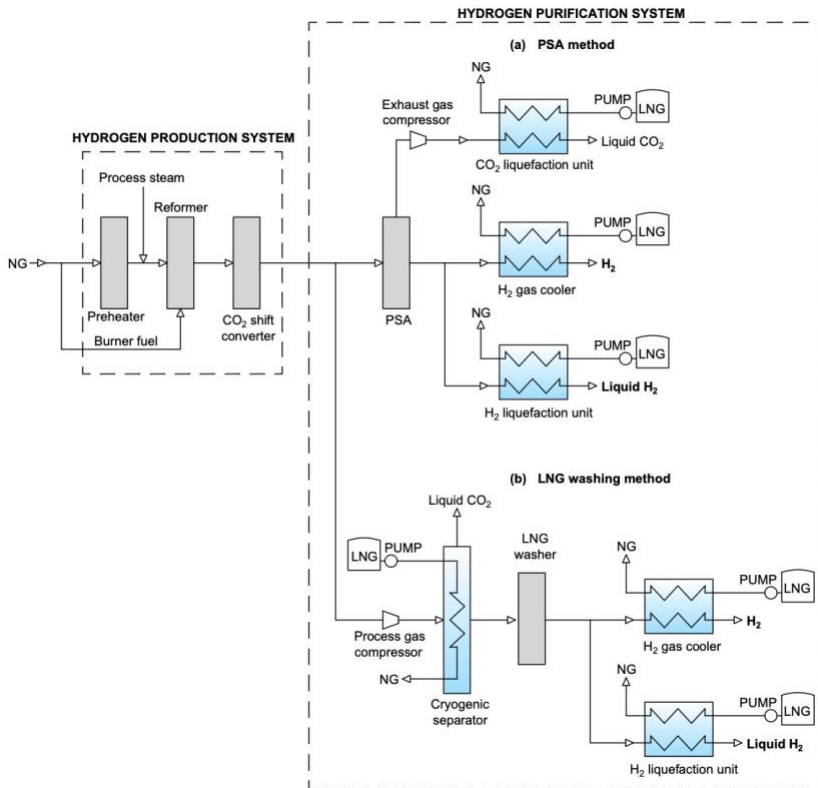 HYDROGEN PURIFICATION SYSTEM
(a) PSA method
NG
PUMP
LNG
Exhaust gas
compressor
Liquid CO₂
CO₂ liquefaction unit
HYDROGEN PRODUCTION SYSTEM
Process steam
Reformer
NG
Preheater
Burner fuel
CO₂ shift
converter
PSA
NG
PUMP
LNG
H₂
H₂ gas cooler
NG
PUMP
LNG
Liquid H₂
H₂ liquefaction unit
(b) LNG washing method
Liquid CO₂
LNG
PUMP
LNG
washer
Process gas
compressor
NG
Cryogenic
separator
NG
PUMP
LNG
H₂
H₂ gas cooler
NG
PUMP
LNG
Liquid H₂
H₂ liquefaction unit